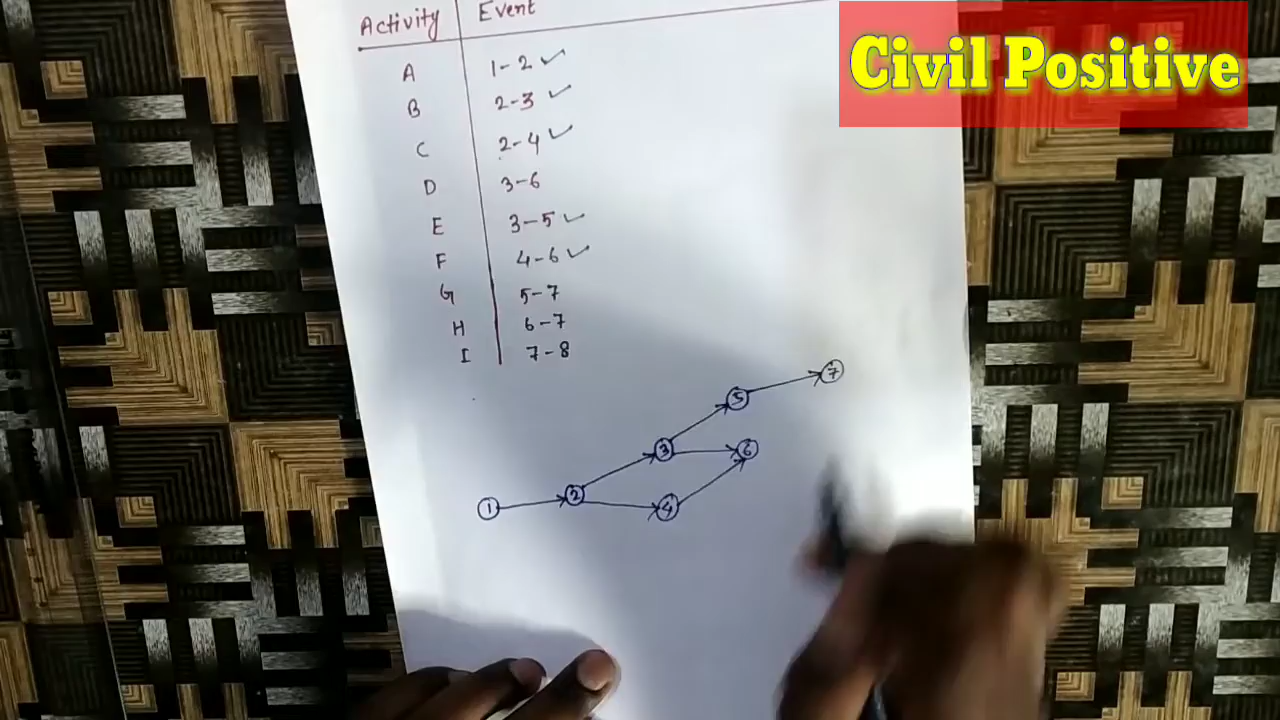 Activity Event
Civil Positive
A 1-2 ✓
B 2-3 ✓
C 2-4 ✓
D 3-6
E 3-5 ✓
F 4-6 ✓
G 5-7
H 6-7
I 7-8
7
5
3 6
2
1 4